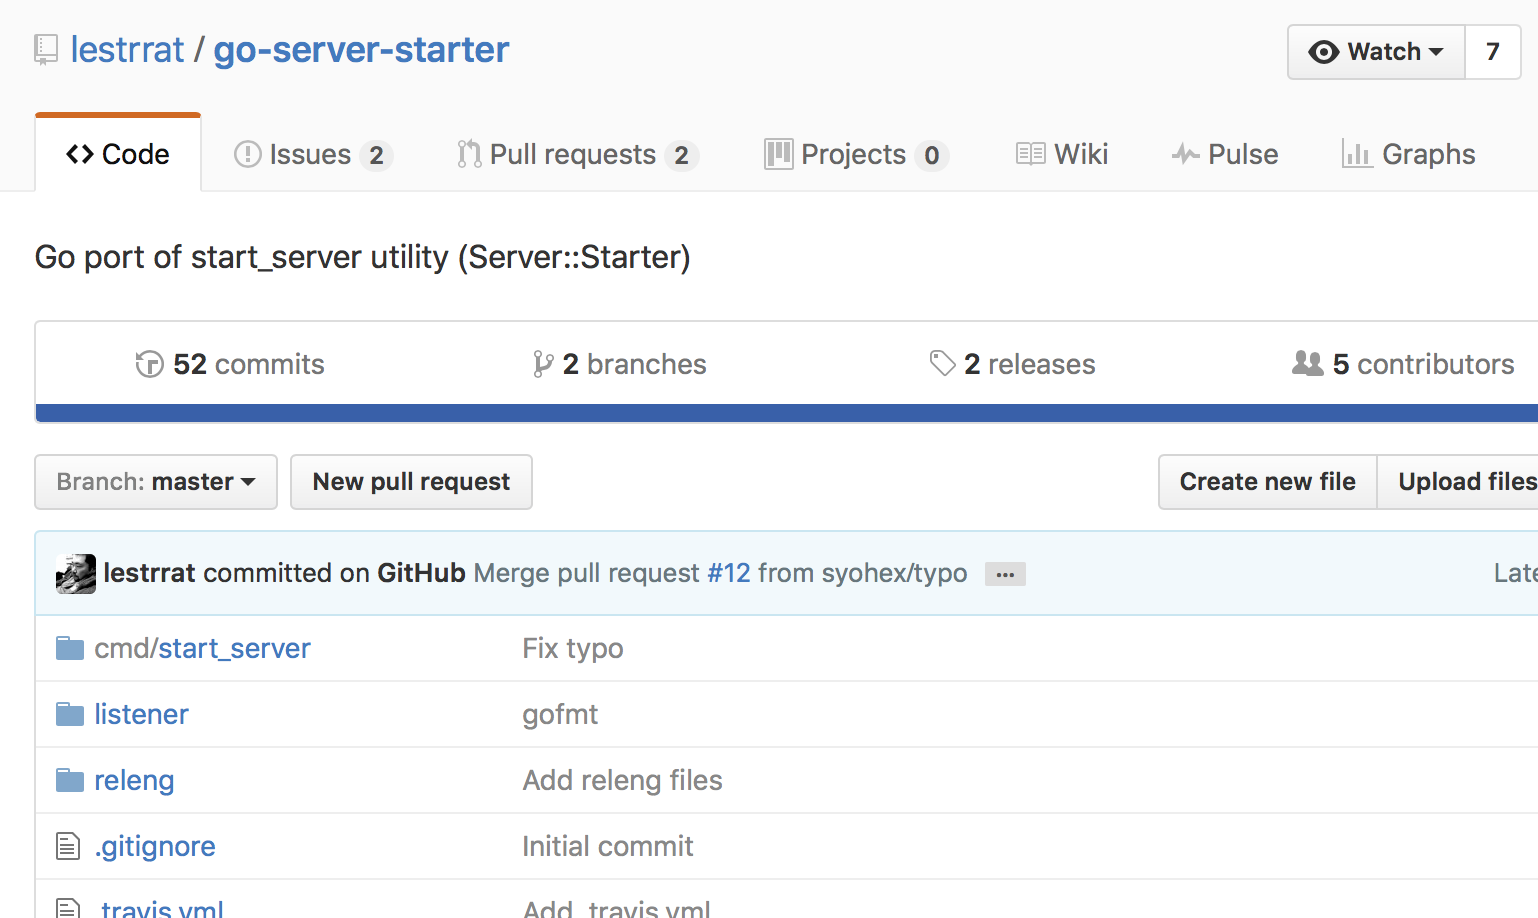 lestrrat / go-server-starter
Watch 7
Code Issues 2 Pull requests 2 Projects 0 Wiki Pulse Graphs
Go port of start_server utility (Server::Starter)
52 commits 2 branches 2 releases 5 contributors
Branch: master New pull request Create new file Upload files
lestrrat committed on GitHub Merge pull request #12 from syohex/typo ...
cmd/start_server Fix typo
listener gofmt
releng Add releng files
.gitignore Initial commit
.travis.yml Add .travis.yml